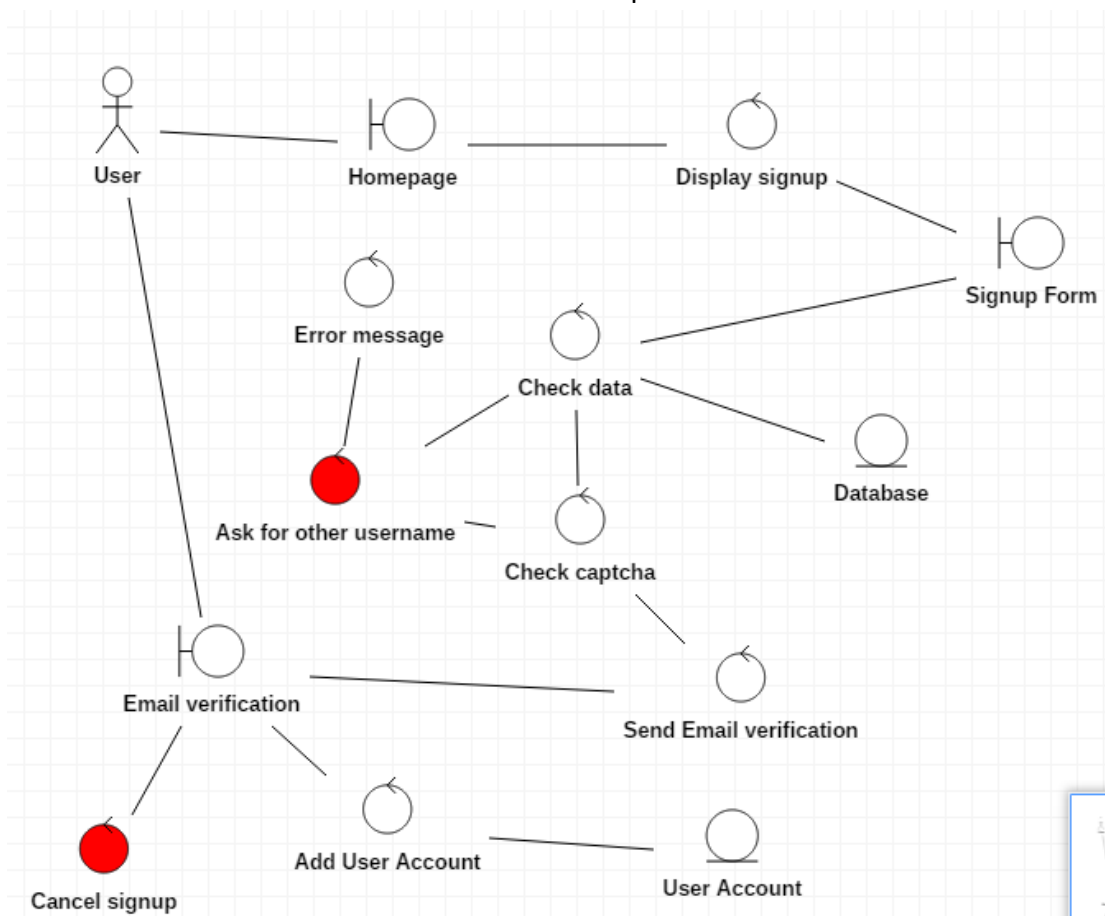 User
Homepage
Display signup
Signup Form
Error message
Check data
Database
Ask for other username
Check captcha
Email verification
Send Email verification
Add User Account
User Account
Cancel signup